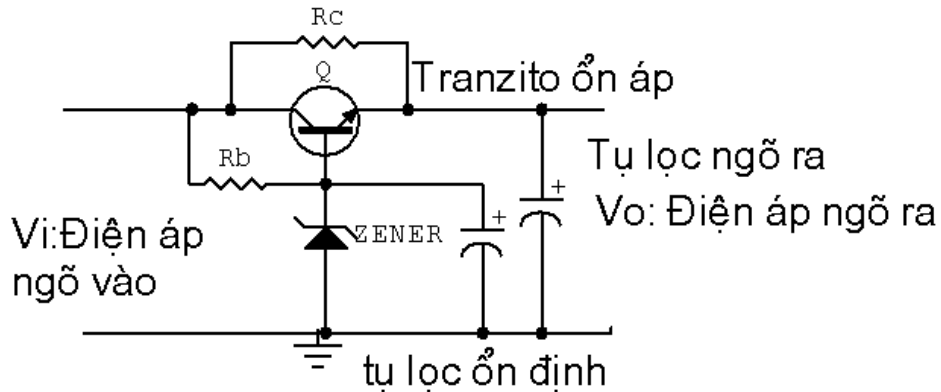 Rc
Q
Tranzito ổn áp
Rb
Tụ lọc ngõ ra
+
+
Vo: Điện áp ngõ ra
Vi:Điện áp
ZENER
ngõ vào
tụ lọc ổn định